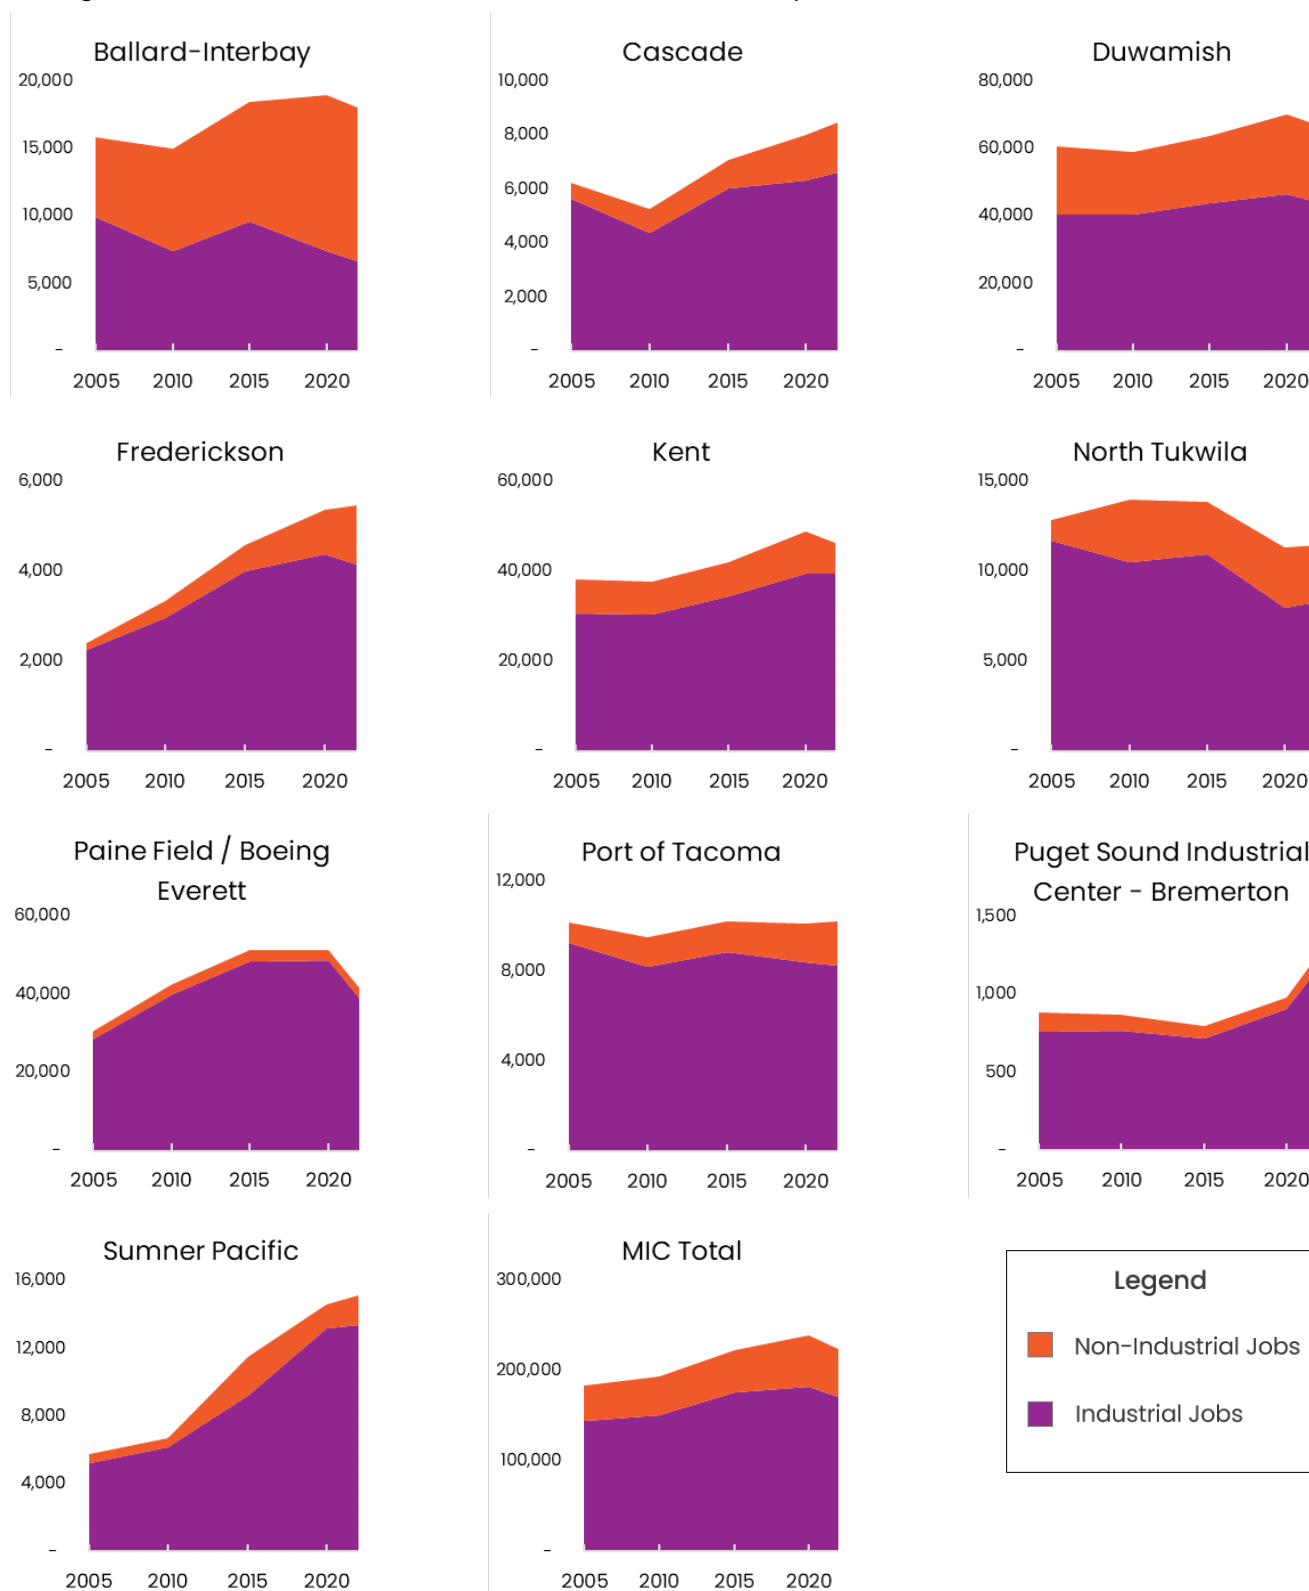 Ballard-Interbay
20,000
15,000
10,000
5,000
-
2005 2010 2015 2020
Cascade
10,000
8,000
6,000
4,000
2,000
-
2005 2010 2015 2020
Duwamish
80,000
60,000
40,000
20,000
-
2005 2010 2015 2020
Frederickson
6,000
4,000
2,000
-
2005 2010 2015 2020
Kent
60,000
40,000
20,000
-
2005 2010 2015 2020
North Tukwila
15,000
10,000
5,000
-
2005 2010 2015 2020
Paine Field / Boeing
Everett
60,000
40,000
20,000
-
2005 2010 2015 2020
Port of Tacoma
12,000
8,000
4,000
-
2005 2010 2015 2020
Puget Sound Industrial
Center - Bremerton
1,500
1,000
500
-
2005 2010 2015 2020
Sumner Pacific
16,000
12,000
8,000
4,000
-
2005 2010 2015 2020
MIC Total
300,000
200,000
100,000
-
2005 2010 2015 2020
Legend
Non-Industrial Jobs
Industrial Jobs